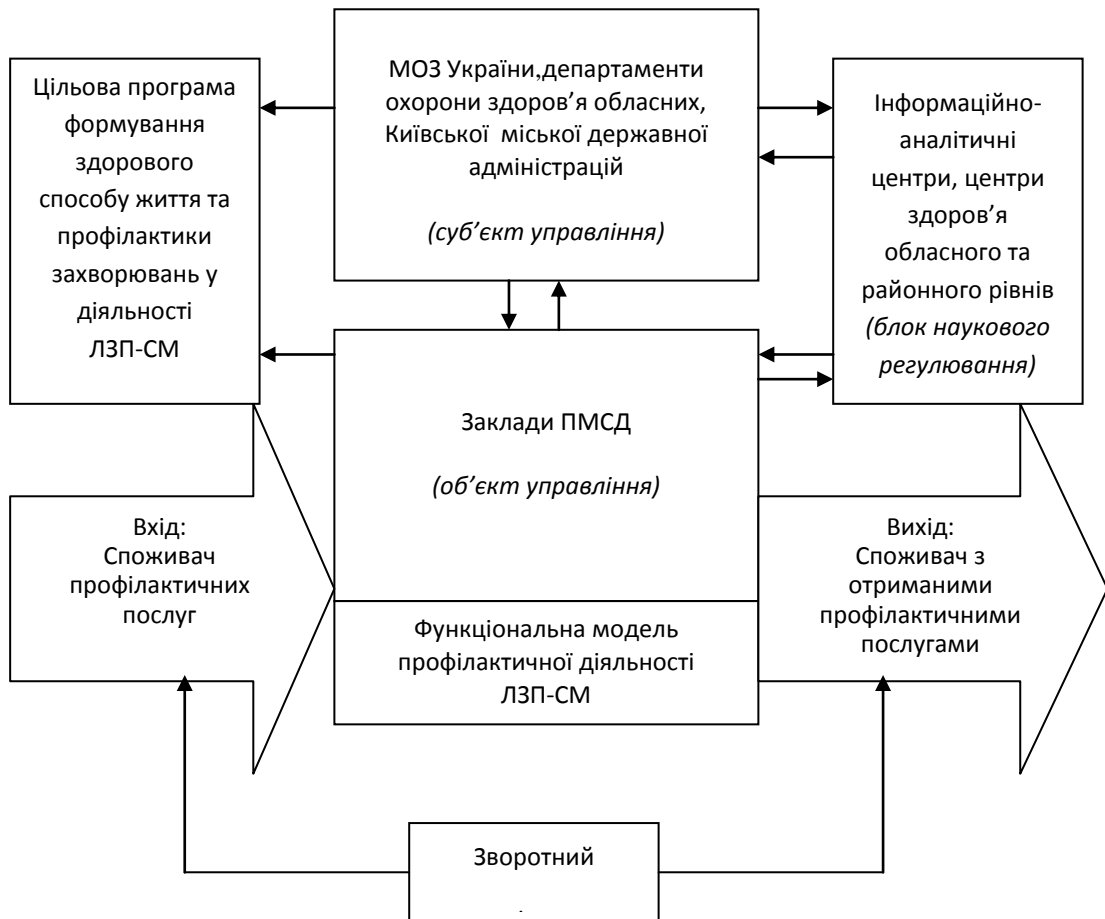 МОЗ України,департаменти
охорони здоров’я обласних,
Київської міської державної
адміністрацій
(суб’єкт управління)
Цільова програма
формування
здорового
способу життя та
профілактики
захворювань у
діяльності
ЛЗП-СМ
Інформаційно-
аналітичні
центри, центри
здоров’я
обласного та
районного рівнів
(блок наукового
регулювання)
Заклади ПМСД
(об’єкт управління)
Вхід:
Споживач
профілактичних
послуг
Функціональна модель
профілактичної діяльності
ЛЗП-СМ
Вихід:
Споживач з
отриманими
профілактичними
послугами
Зворотний